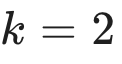 k = 2